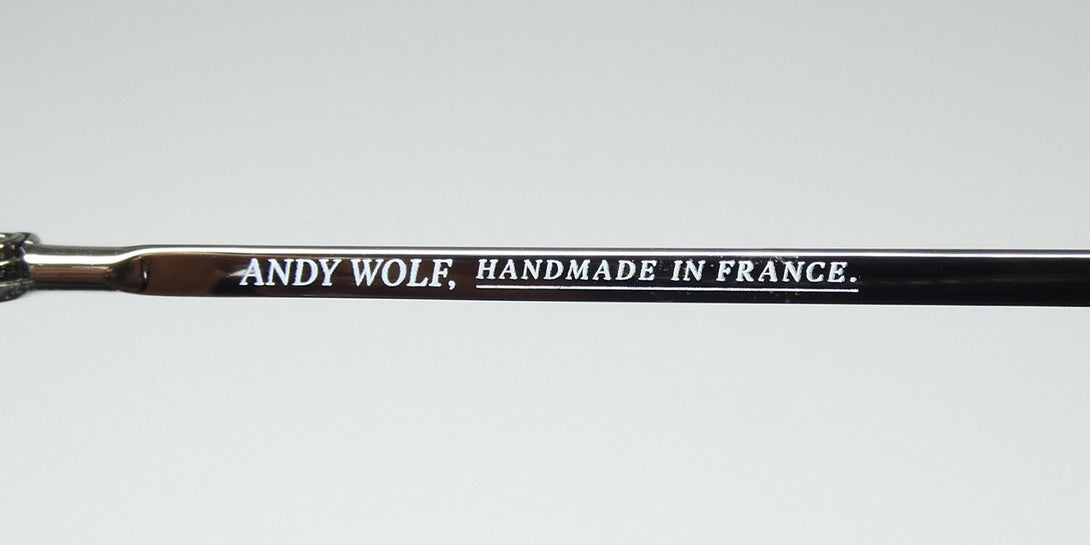 ANDY WOLF, HANDMADE IN FRANCE.